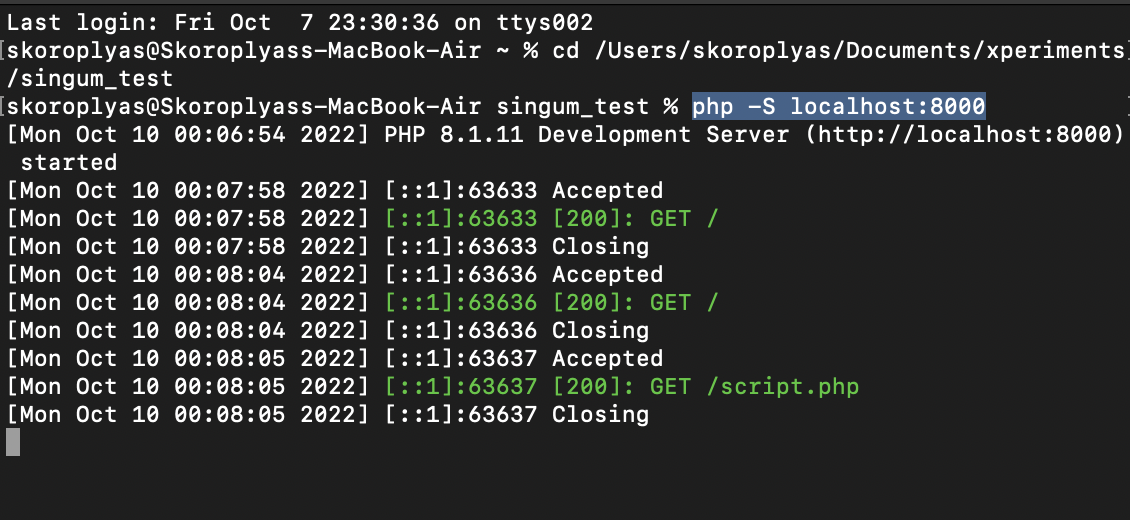 Last login: Fri Oct  7 23:30:36 on ttys002
[skoroplyas@Skoroplyass-MacBook-Air ~ % cd /Users/skoroplyas/Documents/xperiments]
/singum_test
[skoroplyas@Skoroplyass-MacBook-Air singum_test % php -S localhost:8000 ]
[Mon Oct 10 00:06:54 2022] PHP 8.1.11 Development Server (http://localhost:8000)
 started
[Mon Oct 10 00:07:58 2022] [::1]:63633 Accepted
[Mon Oct 10 00:07:58 2022] [::1]:63633 [200]: GET /
[Mon Oct 10 00:07:58 2022] [::1]:63633 Closing
[Mon Oct 10 00:08:04 2022] [::1]:63636 Accepted
[Mon Oct 10 00:08:04 2022] [::1]:63636 [200]: GET /
[Mon Oct 10 00:08:04 2022] [::1]:63636 Closing
[Mon Oct 10 00:08:05 2022] [::1]:63637 Accepted
[Mon Oct 10 00:08:05 2022] [::1]:63637 [200]: GET /script.php
[Mon Oct 10 00:08:05 2022] [::1]:63637 Closing